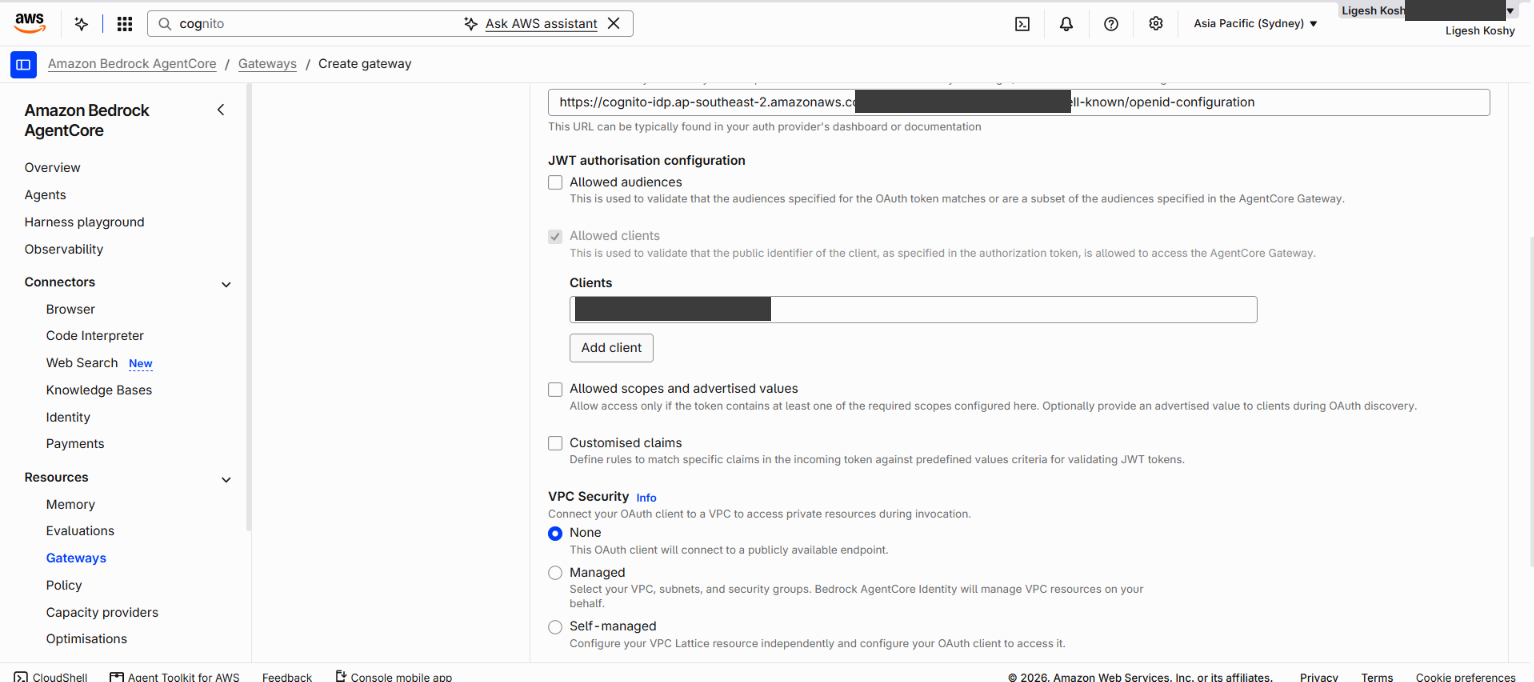 aws
cognito
Ask AWS assistant
Asia Pacific (Sydney)
Ligesh Kosh
Ligesh Koshy
Amazon Bedrock AgentCore / Gateways / Create gateway
Amazon Bedrock
AgentCore
Overview
Agents
Harness playground
Observability
Connectors
Browser
Code Interpreter
Web Search New
Knowledge Bases
Identity
Payments
Resources
Memory
Evaluations
Gateways
Policy
Capacity providers
Optimisations
https://cognito-idp.ap-southeast-2.amazonaws.co ell-known/openid-configuration
This URL can be typically found in your auth provider's dashboard or documentation
JWT authorisation configuration
Allowed audiences
This is used to validate that the audiences specified for the OAuth token matches or are a subset of the audiences specified in the AgentCore Gateway.
Allowed clients
This is used to validate that the public identifier of the client, as specified in the authorization token, is allowed to access the AgentCore Gateway.
Clients
Add client
Allowed scopes and advertised values
Allow access only if the token contains at least one of the required scopes configured here. Optionally provide an advertised value to clients during OAuth discovery.
Customised claims
Define rules to match specific claims in the incoming token against predefined values criteria for validating JWT tokens.
VPC Security Info
Connect your OAuth client to a VPC to access private resources during invocation.
None
This OAuth client will connect to a publicly available endpoint.
Managed
Select your VPC, subnets, and security groups. Bedrock AgentCore Identity will manage VPC resources on your
behalf.
Self-managed
Configure your VPC Lattice resource independently and configure your OAuth client to access it.
CloudShell Agent Toolkit for AWS Feedback Console mobile app © 2026, Amazon Web Services, Inc. or its affiliates. Privacy Terms Cookie preferences